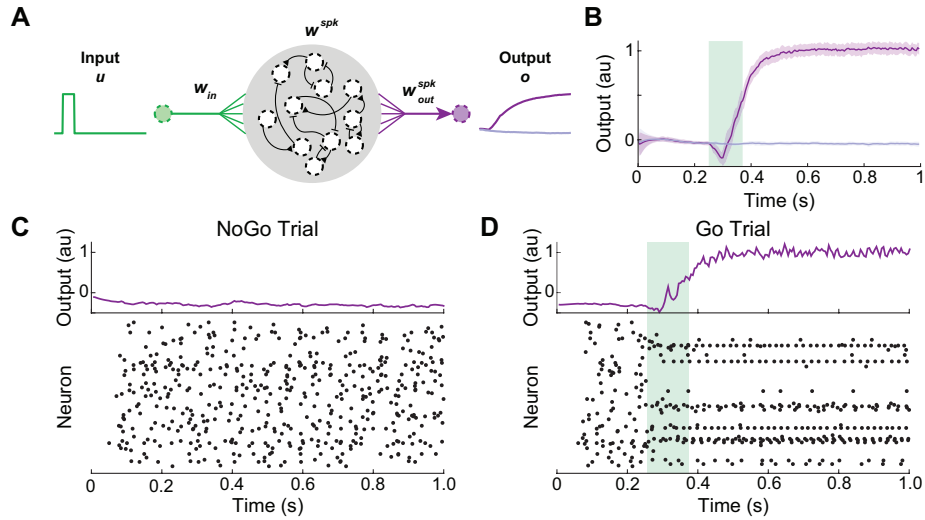 A
Input
u
w_in
w^spk
w^spk_out
Output
o
B
Output (au)
1
0
0
0.2
0.4
0.6
0.8
1
Time (s)
C
NoGo Trial
Output (au)
1
0
Neuron
0
0.2
0.4
0.6
0.8
1.0
Time (s)
D
Go Trial
Output (au)
1
0
Neuron
0.0
0.2
0.4
0.6
0.8
1.0
Time (s)